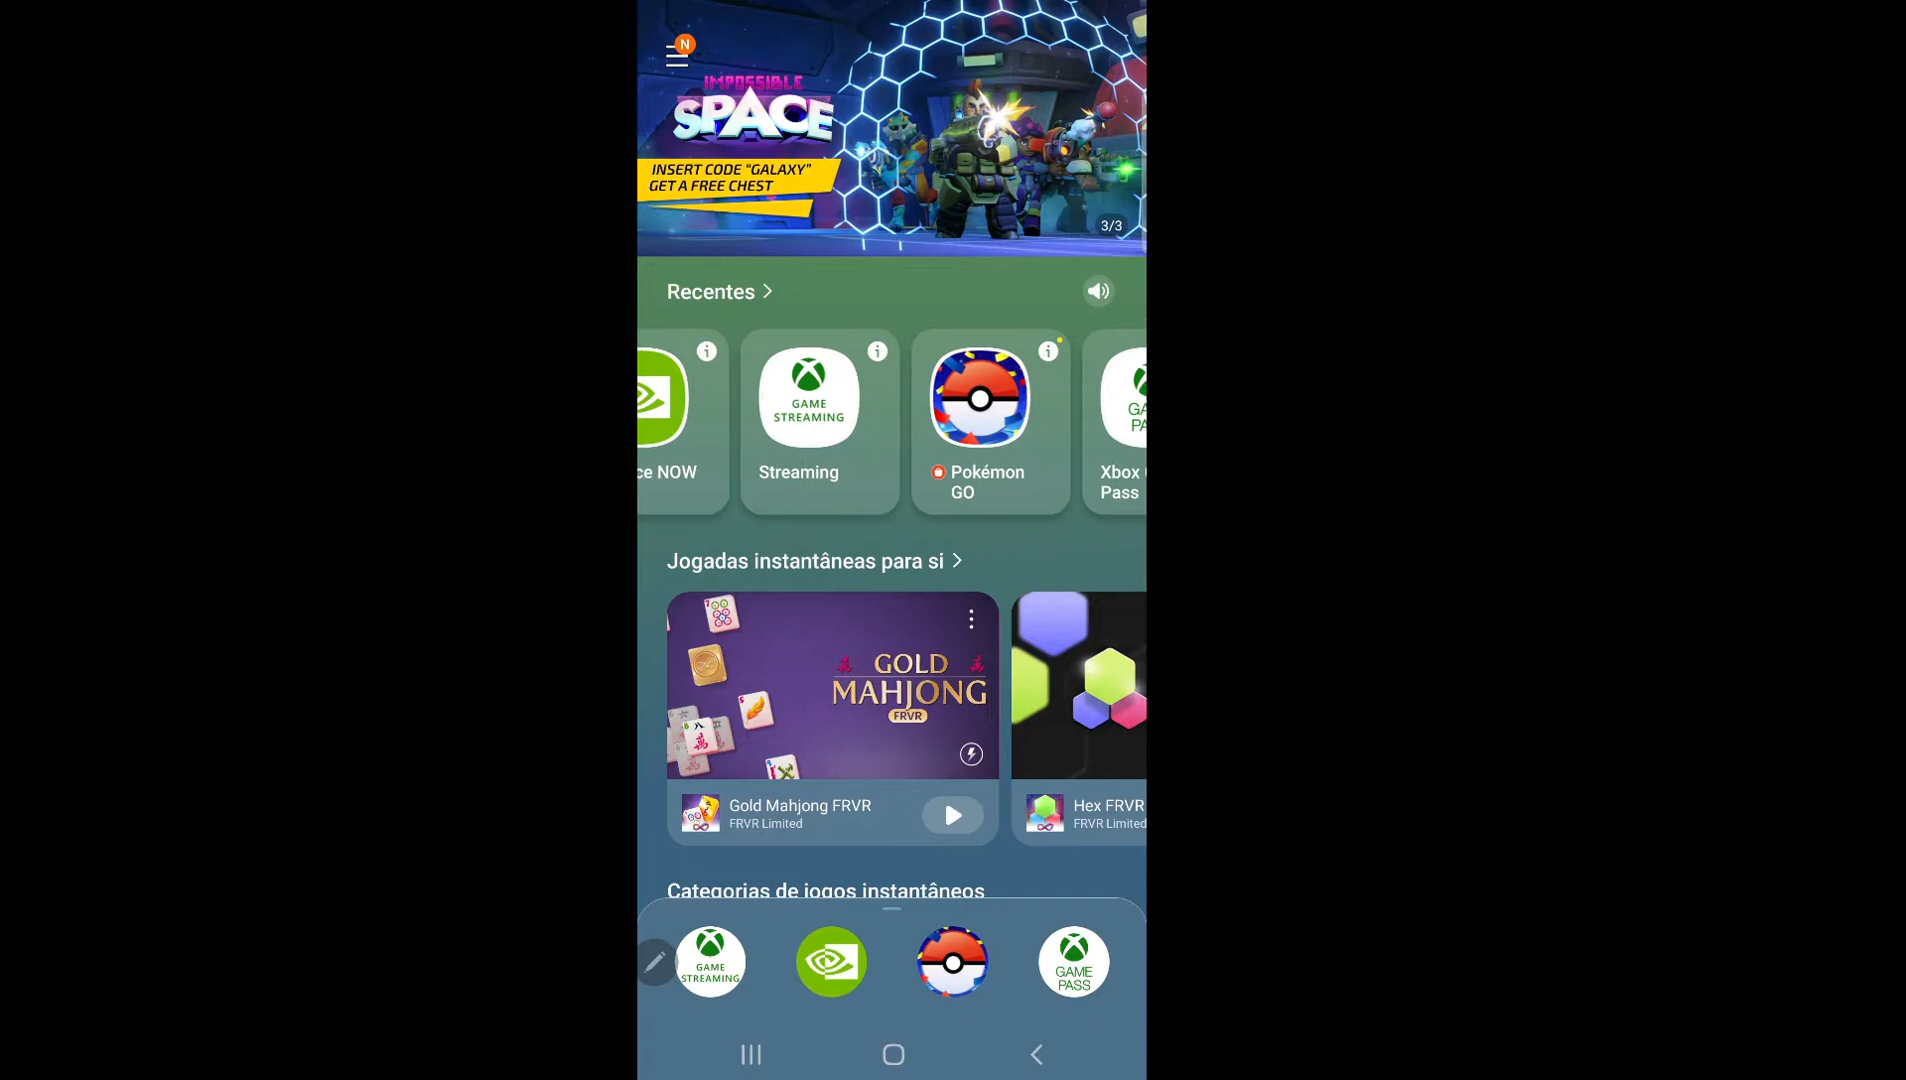 N
IMPOSSIBLE
SPACE
INSERT CODE “GALAXY”
GET A FREE CHEST
3/3
Recentes
ce NOW
GAME
STREAMING
Streaming
Pokémon
GO
GA
PA
Xbox
Pass
Jogadas instantâneas para si
GOLD
MAHJONG
FRVR
Gold Mahjong FRVR
FRVR Limited
Hex FRVR
FRVR Limited
Categorias de jogos instantâneos
GAME
STREAMING
GAME
PASS